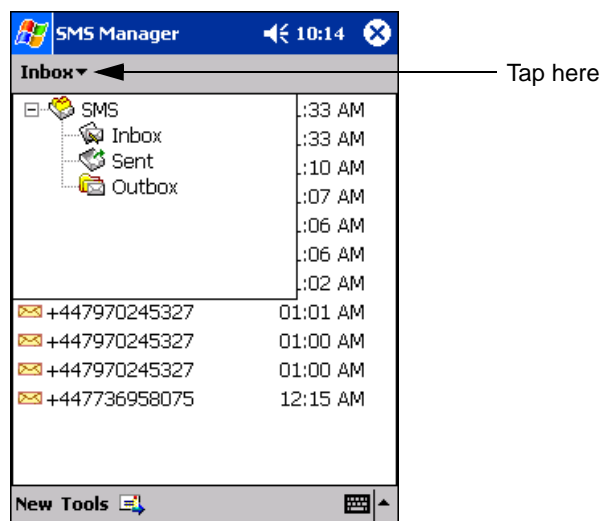 SMS Manager 10:14
Inbox
Tap here
SMS
Inbox
Sent
Outbox
:33 AM
:33 AM
:10 AM
:07 AM
:06 AM
:06 AM
:02 AM
+447970245327 01:01 AM
+447970245327 01:00 AM
+447970245327 01:00 AM
+447736958075 12:15 AM
New Tools